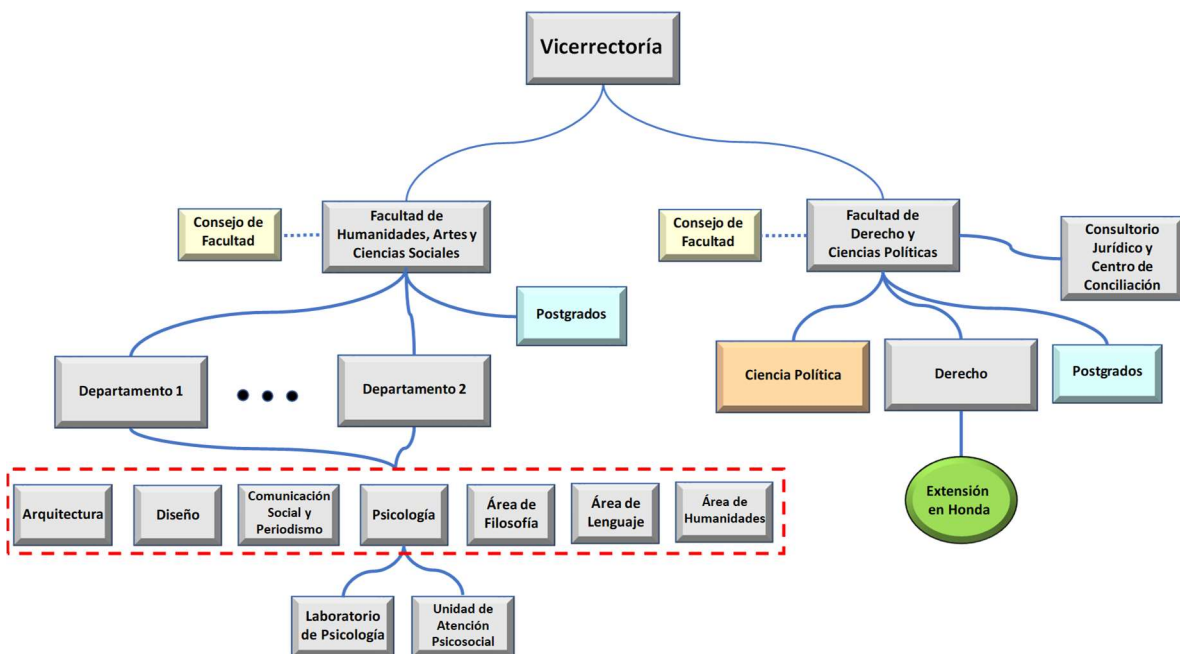 Vicerrectoría
Consejo de
Facultad
Facultad de
Humanidades, Artes y
Ciencias Sociales
Consejo de
Facultad
Facultad de
Derecho y
Ciencias Políticas
Consultorio
Jurídico y
Centro de
Conciliación
Postgrados
Departamento 1
Departamento 2
Ciencia Política
Derecho
Postgrados
Arquitectura
Diseño
Comunicación
Social y
Periodismo
Psicología
Área de
Filosofía
Área de
Lenguaje
Área de
Humanidades
Extensión
en Honda
Laboratorio
de Psicología
Unidad de
Atención
Psicosocial